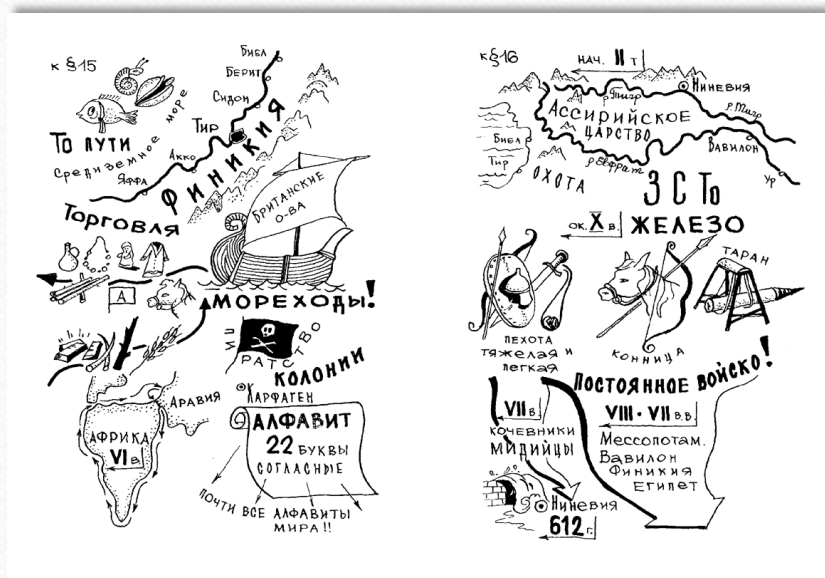 к §15
Библ
Берит
Сидон
Тир
Акко
Яффа
ФИНИКИЯ
То ПУТИ
Средиземное море
Торговля
БРИТАНСКИЕ
О-ВА
А
МОРЕХОДЫ!
ПИРАТСТВО
КОЛОНИИ
КАРФАГЕН
АРАВИЯ
АФРИКА
VI в.
АЛФАВИТ
22 БУКВЫ
СОГЛАСНЫЕ
ПОЧТИ ВСЕ АЛФАВИТЫ
МИРА!!
к §16
НАЧ. II т
Ниневия
р. Тигр
р. Тигр
АССИРИЙСКОЕ
ЦАРСТВО
Библ
Тир
р. Евфрат
ВАВИЛОН
Ур
ОХОТА
З С То
ок. X в.
ЖЕЛЕЗО
ТАРАН
ПЕХОТА
ТЯЖЕЛАЯ И
ЛЕГКАЯ
КОННИЦА
ПОСТОЯННОЕ ВОЙСКО!
VII в.
КОЧЕВНИКИ
МИДИЙЦЫ
Ниневия
612 г.
VIII - VII в.в.
Мессопотам.
Вавилон
Финикия
Египет